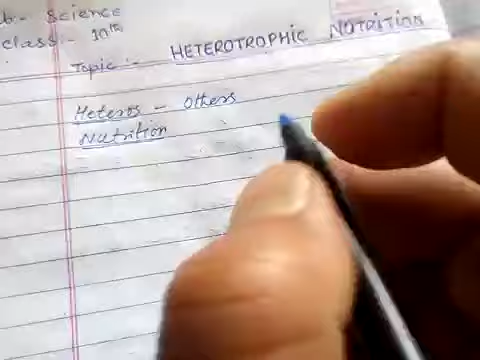 b:- Science
class:- 10th
Topic:- HETEROTROPHIC NUTRITION
Heteros - Others
Nutrition